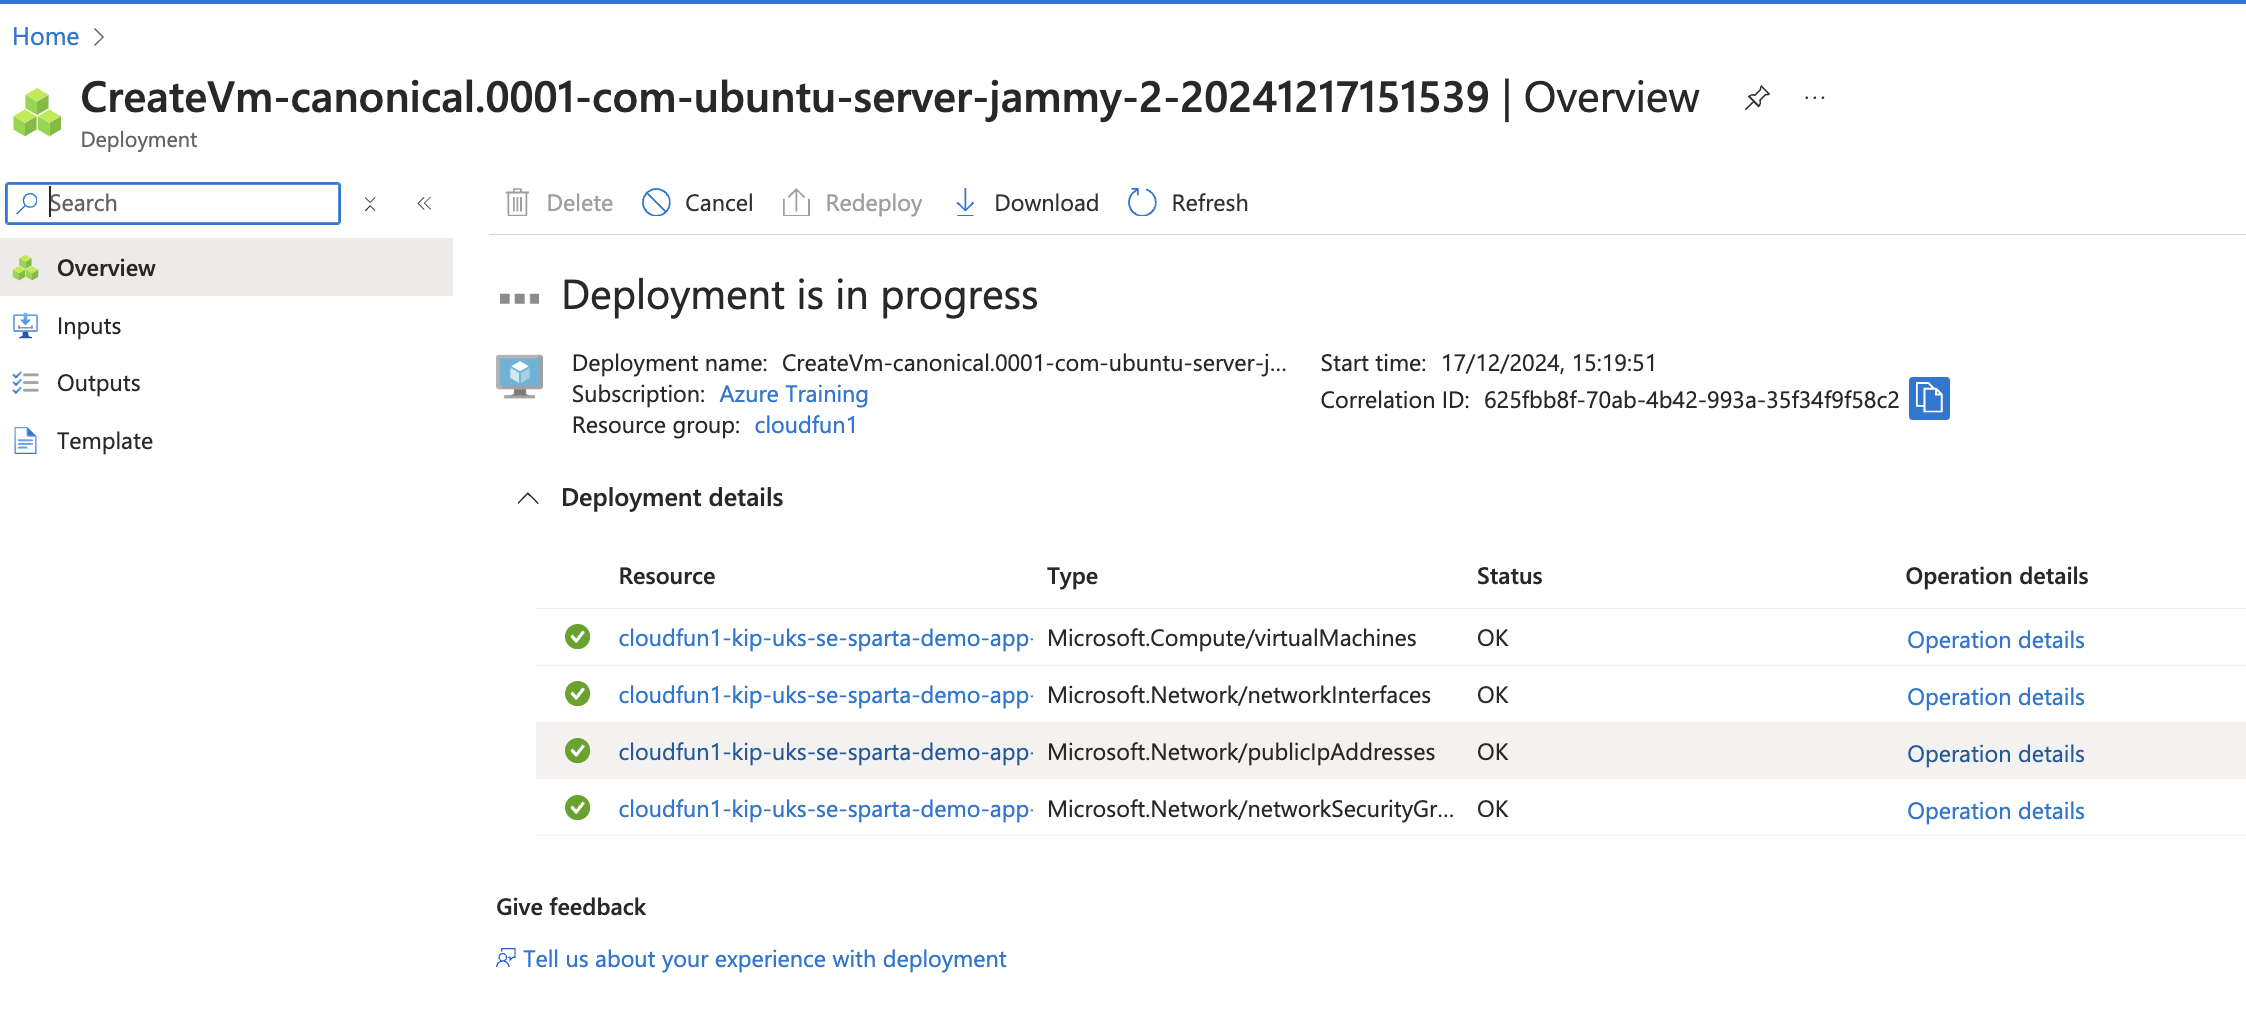 Home
CreateVm-canonical.0001-com-ubuntu-server-jammy-2-20241217151539 | Overview
Deployment
Search
Delete Cancel Redeploy Download Refresh
Overview
Inputs
Outputs
Template
Deployment is in progress
Deployment name: CreateVm-canonical.0001-com-ubuntu-server-j...
Subscription: Azure Training
Resource group: cloudfun1
Start time: 17/12/2024, 15:19:51
Correlation ID: 625fbb8f-70ab-4b42-993a-35f34f9f58c2
Deployment details
Resource Type Status Operation details
cloudfun1-kip-uks-se-sparta-demo-app- Microsoft.Compute/virtualMachines OK Operation details
cloudfun1-kip-uks-se-sparta-demo-app- Microsoft.Network/networkInterfaces OK Operation details
cloudfun1-kip-uks-se-sparta-demo-app- Microsoft.Network/publicIpAddresses OK Operation details
cloudfun1-kip-uks-se-sparta-demo-app- Microsoft.Network/networkSecurityGr... OK Operation details
Give feedback
Tell us about your experience with deployment